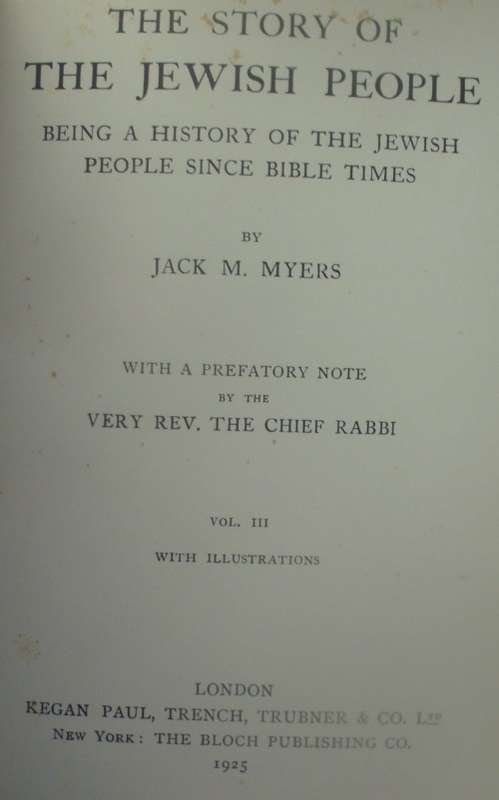 THE STORY OF
THE JEWISH PEOPLE
BEING A HISTORY OF THE JEWISH
PEOPLE SINCE BIBLE TIMES
BY
JACK M. MYERS
WITH A PREFATORY NOTE
BY THE
VERY REV. THE CHIEF RABBI
VOL. III
WITH ILLUSTRATIONS
LONDON
KEGAN PAUL, TRENCH, TRUBNER & CO. LTD
NEW YORK: THE BLOCH PUBLISHING CO.
1925